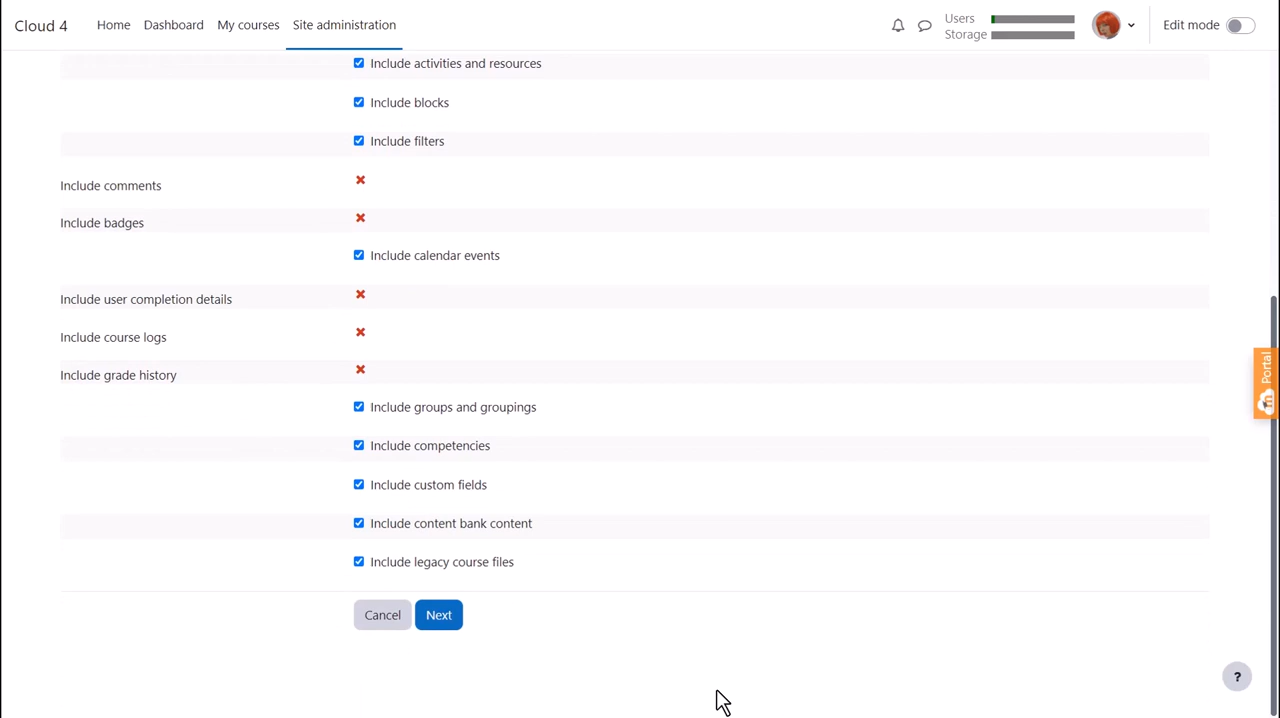 Cloud 4 Home Dashboard My courses Site administration Users Storage Edit mode
Include activities and resources
Include blocks
Include filters
Include comments
Include badges
Include calendar events
Include user completion details
Include course logs
Portal
Include grade history
Include groups and groupings
Include competencies
Include custom fields
Include content bank content
Include legacy course files
Cancel Next
?